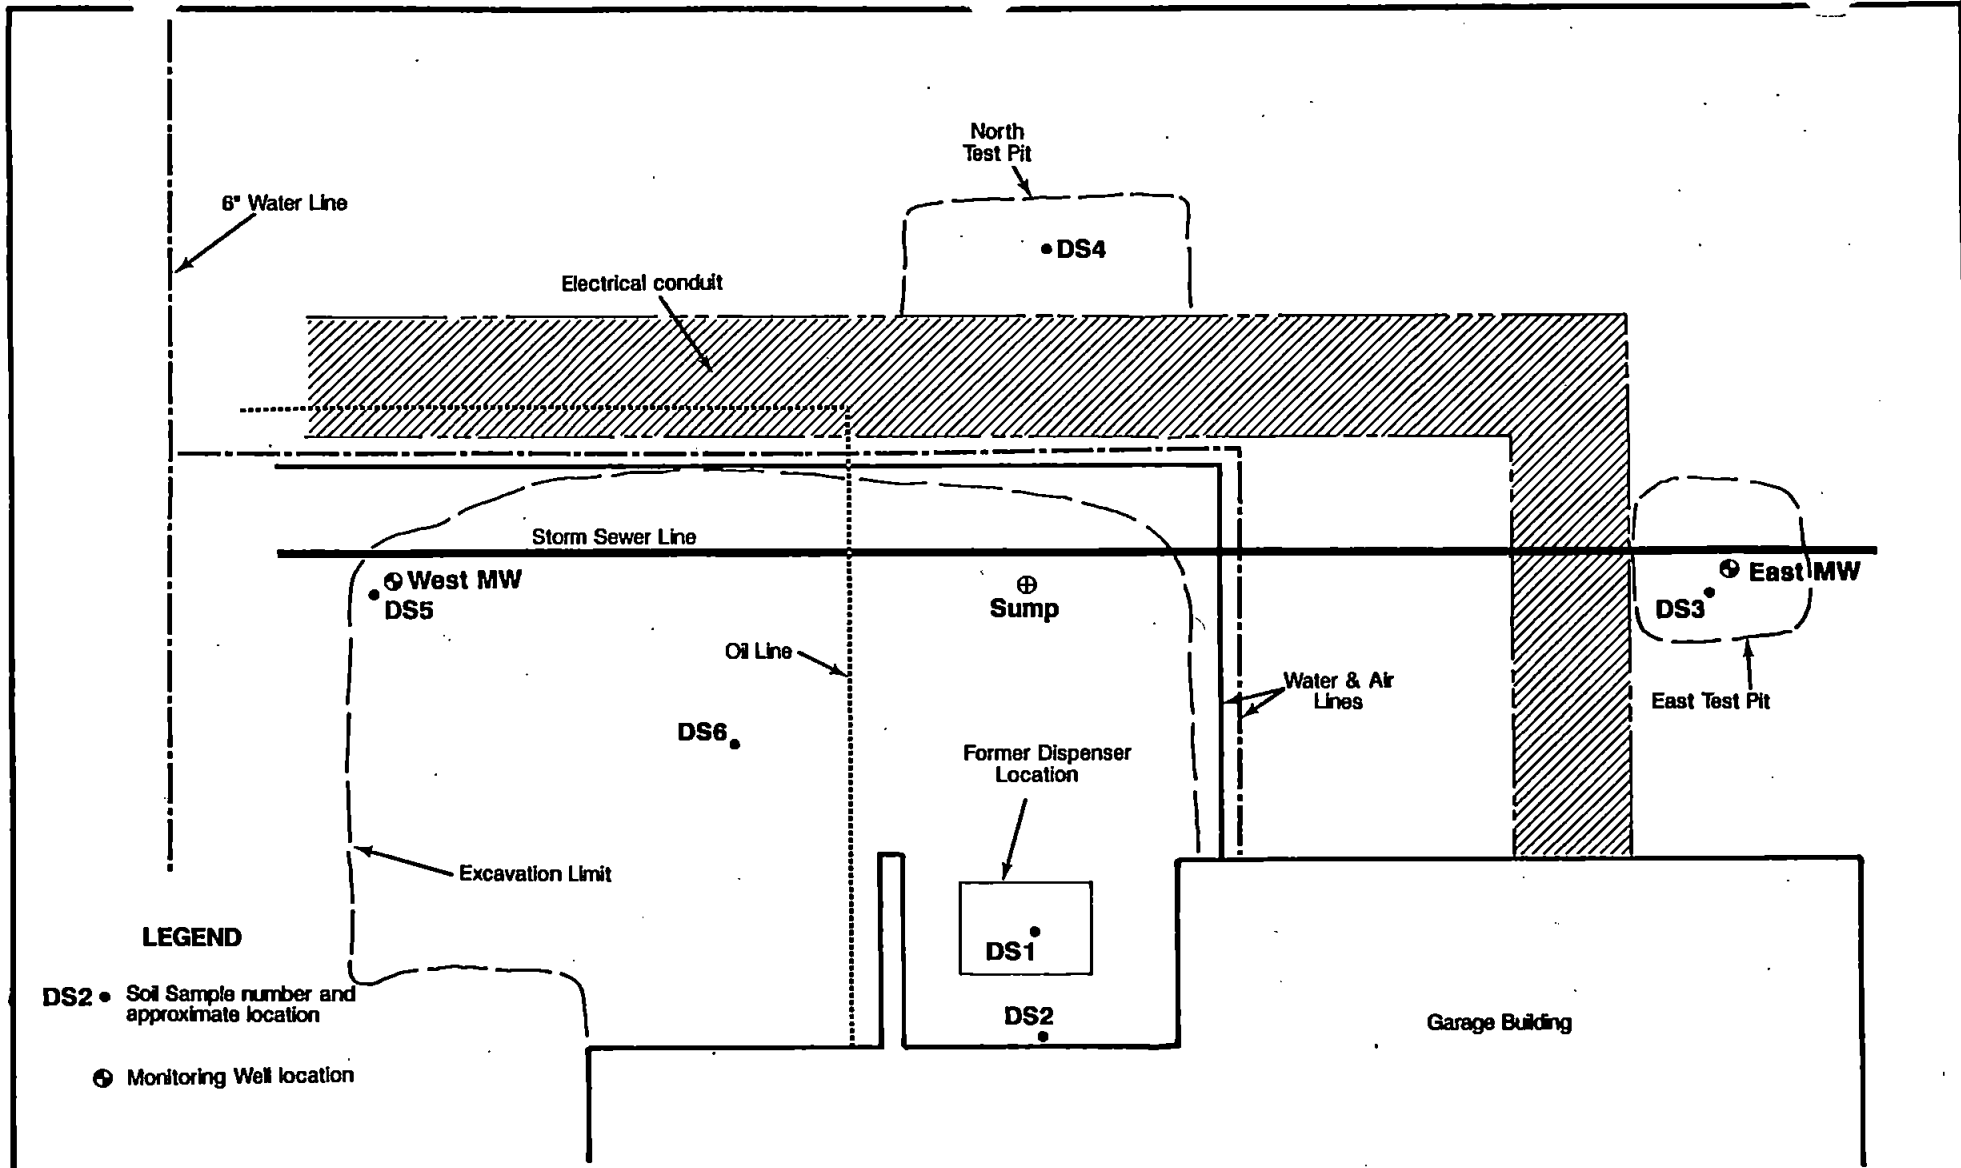 North
Test Pit
6" Water Line
DS4
Electrical conduit
Storm Sewer Line
West MW
DS5
Sump
East MW
DS3
Oil Line
Water & Air
Lines
East Test Pit
DS6
Former Dispenser
Location
Excavation Limit
LEGEND
DS1
DS2 • Soil Sample number and
approximate location
DS2
Garage Building
Monitoring Well location